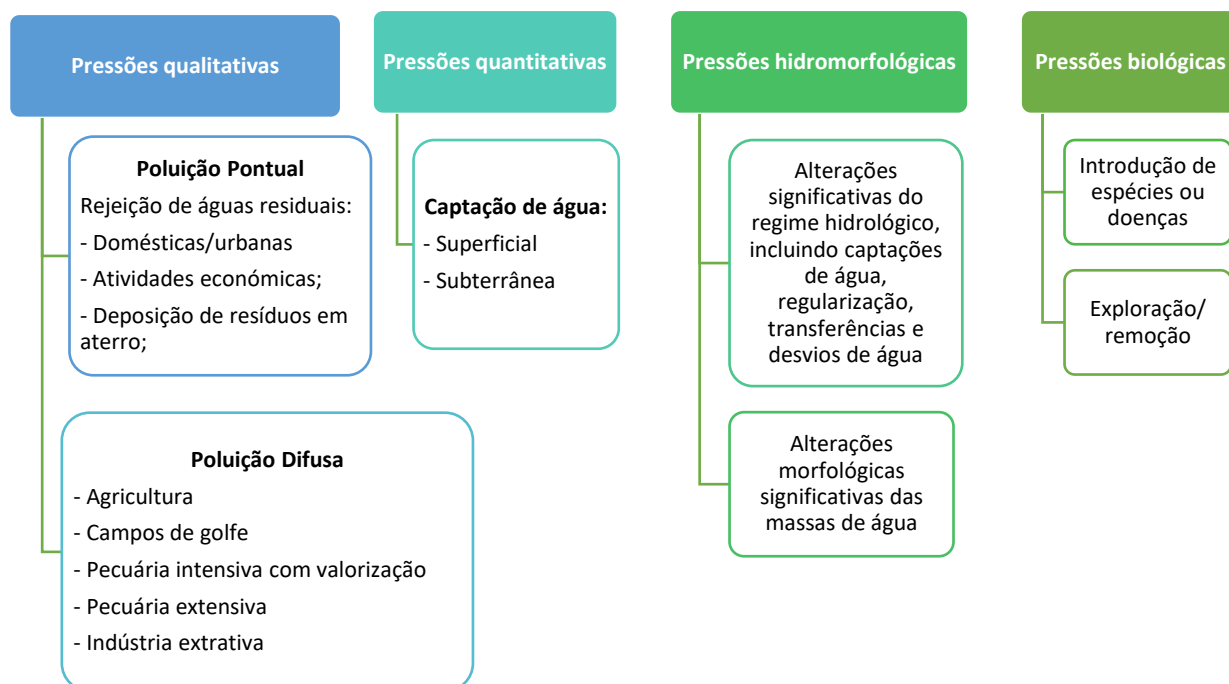 Pressões qualitativas
Poluição Pontual
Rejeição de águas residuais:
- Domésticas/urbanas
- Atividades económicas;
- Deposição de resíduos em
aterro;
Poluição Difusa
- Agricultura
- Campos de golfe
- Pecuária intensiva com valorização
- Pecuária extensiva
- Indústria extrativa
Pressões quantitativas
Captação de água:
- Superficial
- Subterrânea
Pressões hidromorfológicas
Alterações
significativas do
regime hidrológico,
incluindo captações
de água,
regularização,
transferências e
desvios de água
Alterações
morfológicas
significativas das
massas de água
Pressões biológicas
Introdução de
espécies ou
doenças
Exploração/
remoção